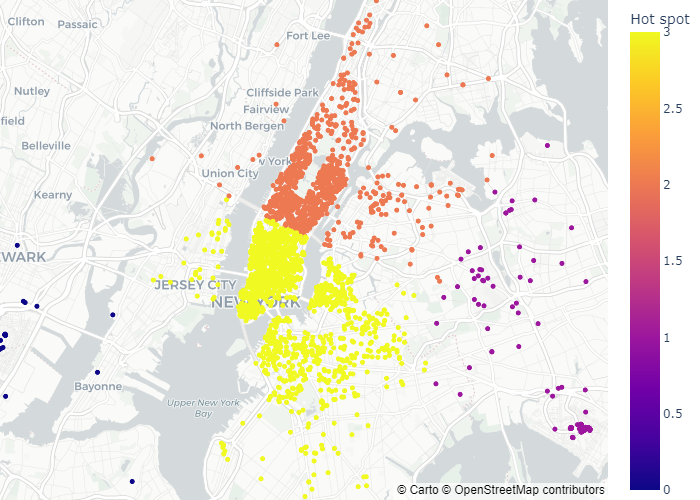 Clifton
Passaic
Fort Lee
Hot spot
3
Nutley
Cliffside Park
Fairview
2.5
field
North Bergen
Belleville
w York
Union City
2
Kearny
WARK
1.5
JERSEY CITY
NEW YORK
1
Bayonne
Upper New York
Bay
0.5
© Carto © OpenStreetMap contributors
0